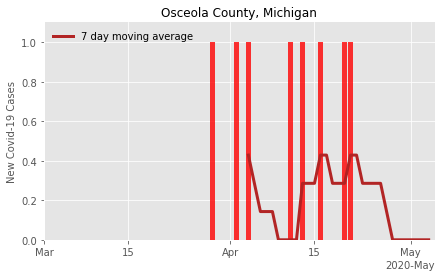 Osceola County, Michigan
7 day moving average
New Covid-19 Cases
1.0
0.8
0.6
0.4
0.2
0.0
Mar 15 Apr 15 May
2020-May